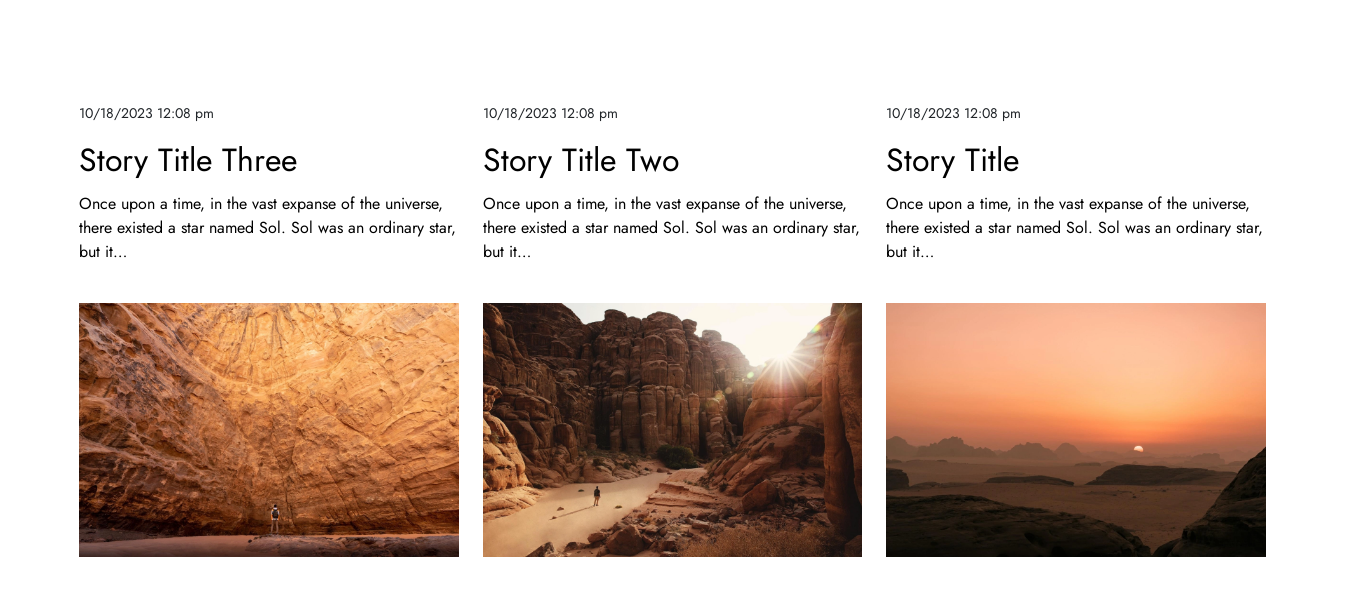 10/18/2023 12:08 pm
Story Title Three
Once upon a time, in the vast expanse of the universe,
there existed a star named Sol. Sol was an ordinary star,
but it...
10/18/2023 12:08 pm
Story Title Two
Once upon a time, in the vast expanse of the universe,
there existed a star named Sol. Sol was an ordinary star,
but it...
10/18/2023 12:08 pm
Story Title
Once upon a time, in the vast expanse of the universe,
there existed a star named Sol. Sol was an ordinary star,
but it...